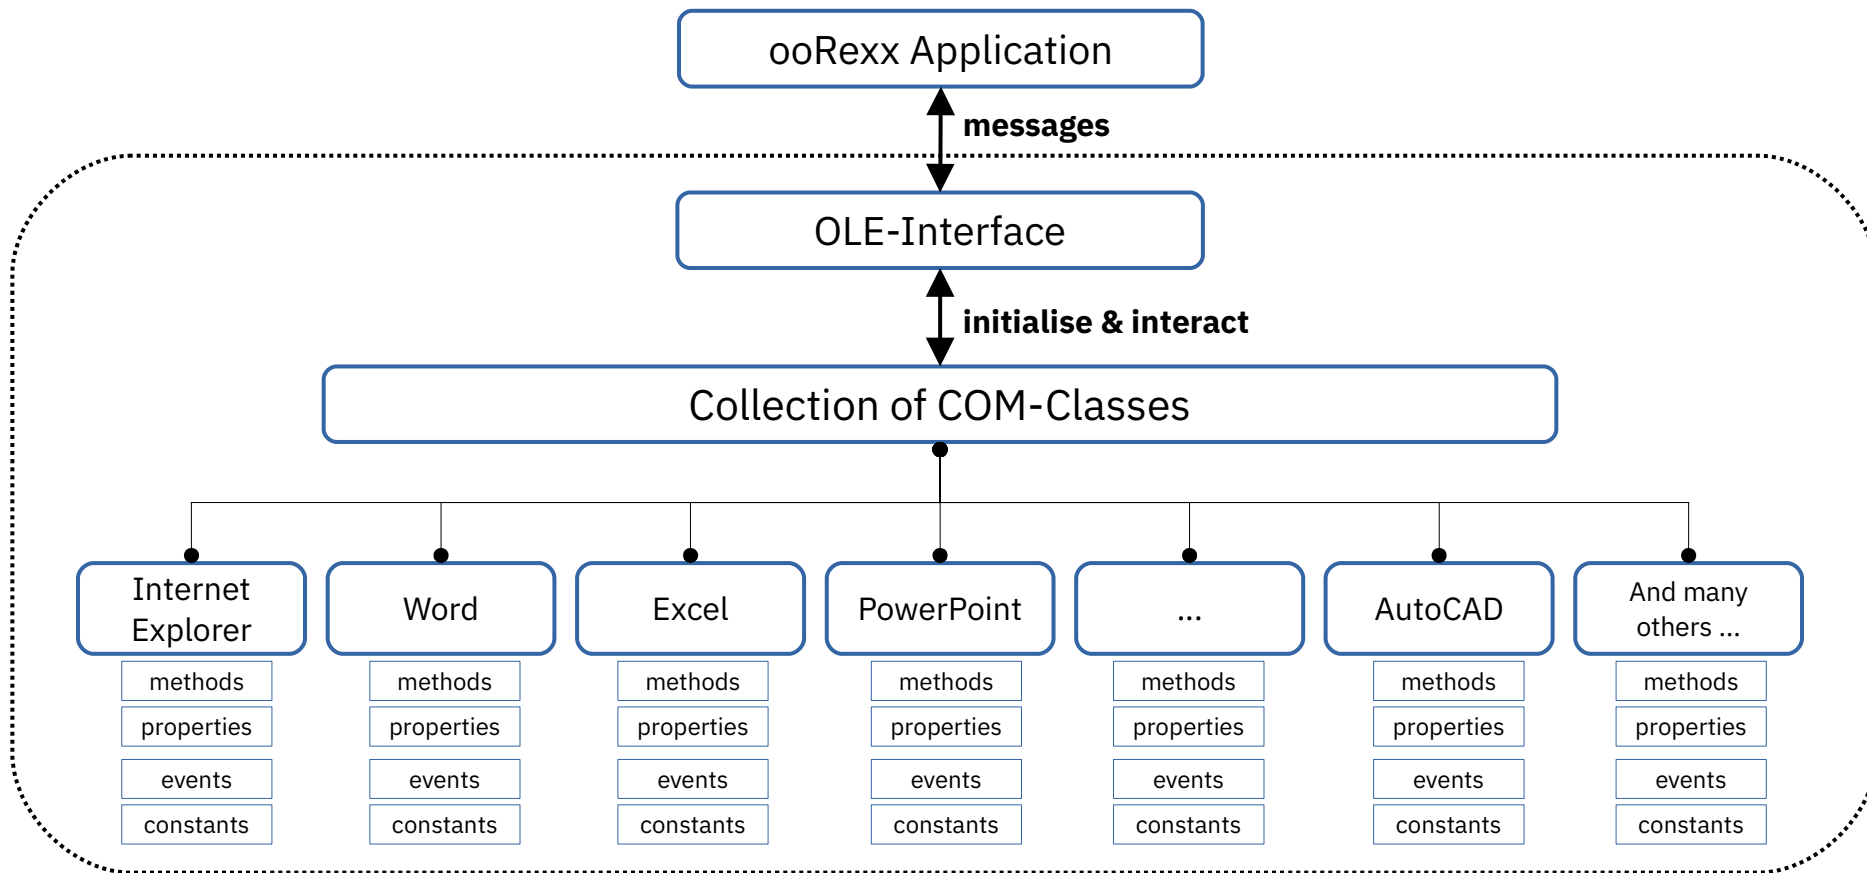 ooRexx Application
messages
OLE-Interface
initialise & interact
Collection of COM-Classes
Internet
Explorer
Word
Excel
PowerPoint
...
AutoCAD
And many
others ...
methods
methods
methods
methods
methods
methods
methods
properties
properties
properties
properties
properties
properties
properties
events
events
events
events
events
events
events
constants
constants
constants
constants
constants
constants
constants